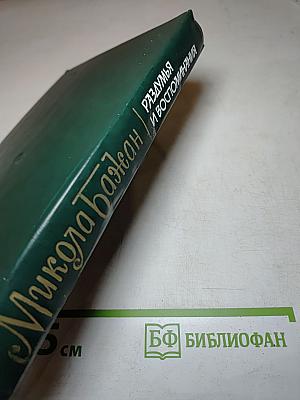 Микола Бажан
РАЗДУМЬЯ
И ВОСПОМИНАНИЯ
5 см
БФ БИБЛИОФАН